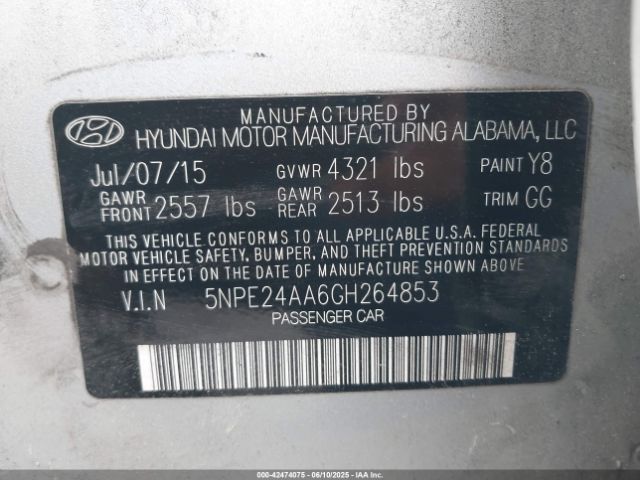 MANUFACTURED BY
HYUNDAI MOTOR MANUFACTURING ALABAMA, LLC
Jul/07/15 GVWR 4321 lbs PAINT Y8
GAWR FRONT 2557 lbs GAWR REAR 2513 lbs TRIM GG
THIS VEHICLE CONFORMS TO ALL APPLICABLE U.S.A. FEDERAL
MOTOR VEHICLE SAFETY, BUMPER, AND THEFT PREVENTION STANDARDS
IN EFFECT ON THE DATE OF MANUFACTURE SHOWN ABOVE.
V.I.N 5NPE24AA6GH264853
PASSENGER CAR
000-42474075 - 06/10/2025 - IAAI.COM